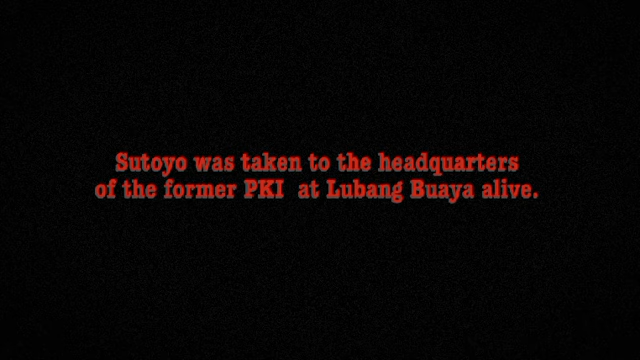 Sutoyo was taken to the headquarters
of the former PKI at Lubang Buaya alive.